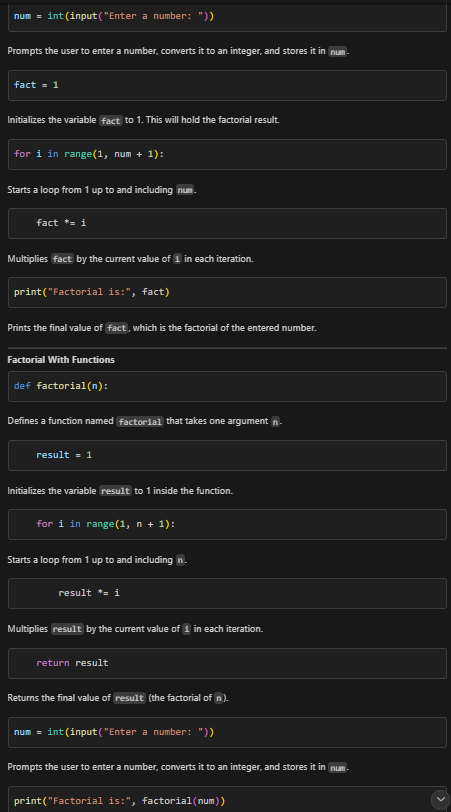 num = int(input("Enter a number: "))
Prompts the user to enter a number, converts it to an integer, and stores it in num.
fact = 1
Initializes the variable fact to 1. This will hold the factorial result.
for i in range(1, num + 1):
Starts a loop from 1 up to and including num.
    fact *= i
Multiplies fact by the current value of i in each iteration.
print("Factorial is:", fact)
Prints the final value of fact, which is the factorial of the entered number.
Factorial With Functions
def factorial(n):
Defines a function named factorial that takes one argument n.
    result = 1
Initializes the variable result to 1 inside the function.
    for i in range(1, n + 1):
Starts a loop from 1 up to and including n.
        result *= i
Multiplies result by the current value of i in each iteration.
    return result
Returns the final value of result (the factorial of n).
num = int(input("Enter a number: "))
Prompts the user to enter a number, converts it to an integer, and stores it in num.
print("Factorial is:", factorial(num))